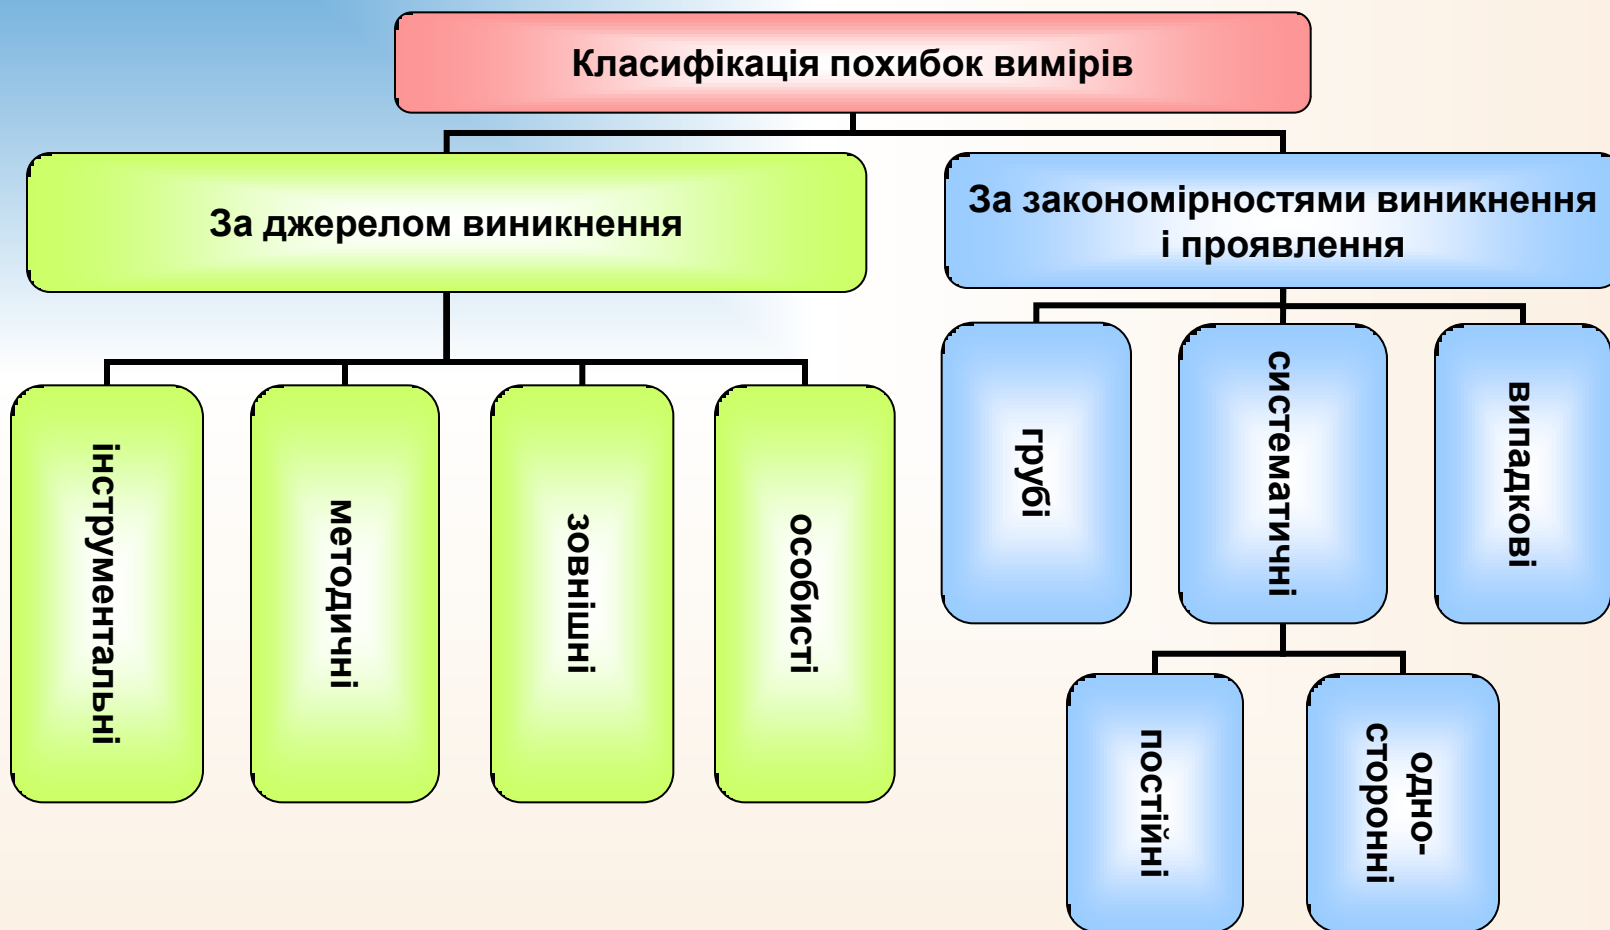 Класифікація похибок вимірів
За джерелом виникнення
За закономірностями виникнення
і проявлення
інструментальні
методичні
зовнішні
особисті
грубі
систематичні
випадкові
постійні
одно-
сторонні